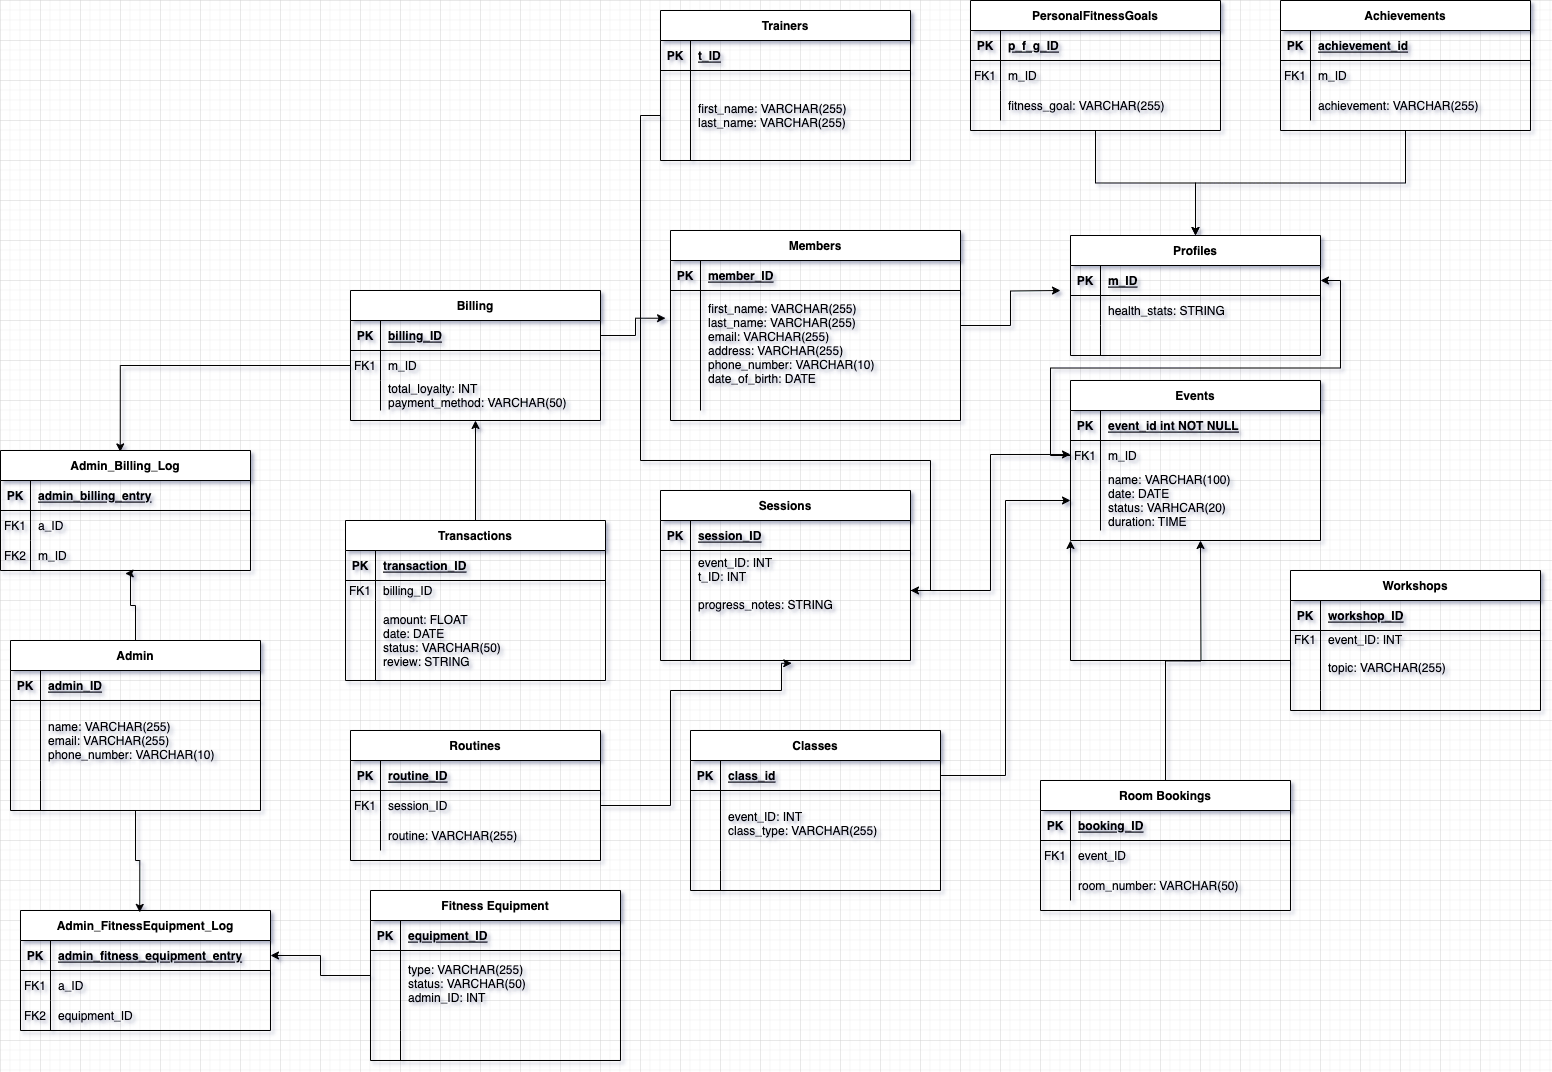 Trainers
PK t_ID
first_name: VARCHAR(255)
last_name: VARCHAR(255)
PersonalFitnessGoals
PK p_f_g_ID
FK1 m_ID
fitness_goal: VARCHAR(255)
Achievements
PK achievement_id
FK1 m_ID
achievement: VARCHAR(255)
Members
PK member_ID
first_name: VARCHAR(255)
last_name: VARCHAR(255)
email: VARCHAR(255)
address: VARCHAR(255)
phone_number: VARCHAR(10)
date_of_birth: DATE
Profiles
PK m_ID
health_stats: STRING
Billing
PK billing_ID
FK1 m_ID
total_loyalty: INT
payment_method: VARCHAR(50)
Events
PK event_id int NOT NULL
FK1 m_ID
name: VARCHAR(100)
date: DATE
status: VARHCAR(20)
duration: TIME
Admin_Billing_Log
PK admin_billing_entry
FK1 a_ID
FK2 m_ID
Transactions
PK transaction_ID
FK1 billing_ID
amount: FLOAT
date: DATE
status: VARCHAR(50)
review: STRING
Sessions
PK session_ID
event_ID: INT
t_ID: INT
progress_notes: STRING
Workshops
PK workshop_ID
FK1 event_ID: INT
topic: VARCHAR(255)
Admin
PK admin_ID
name: VARCHAR(255)
email: VARCHAR(255)
phone_number: VARCHAR(10)
Routines
PK routine_ID
FK1 session_ID
routine: VARCHAR(255)
Classes
PK class_id
event_ID: INT
class_type: VARCHAR(255)
Room Bookings
PK booking_ID
FK1 event_ID
room_number: VARCHAR(50)
Admin_FitnessEquipment_Log
PK admin_fitness_equipment_entry
FK1 a_ID
FK2 equipment_ID
Fitness Equipment
PK equipment_ID
type: VARCHAR(255)
status: VARCHAR(50)
admin_ID: INT